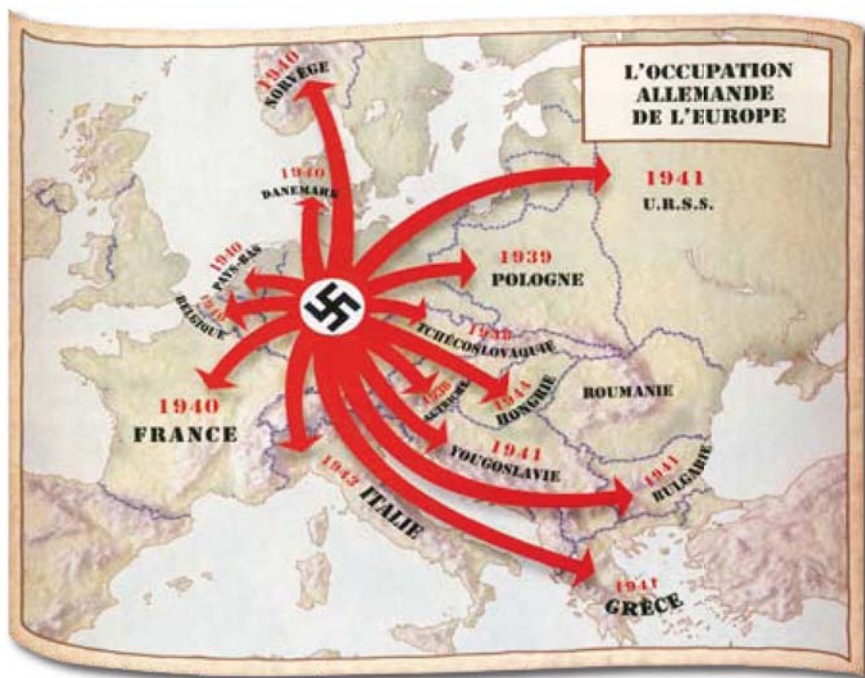 L'OCCUPATION
ALLEMANDE
DE L'EUROPE
1940
NORVÈGE
1940
DANEMARK
1941
U.R.S.S.
1940
PAYS-BAS
1939
POLOGNE
1940
BELGIQUE
1938
TCHÉCOSLOVAQUIE
1940
FRANCE
1938
AUTRICHE
1944
HONGRIE
ROUMANIE
1941
YOUGOSLAVIE
1941
BULGARIE
1943
ITALIE
1941
GRÈCE